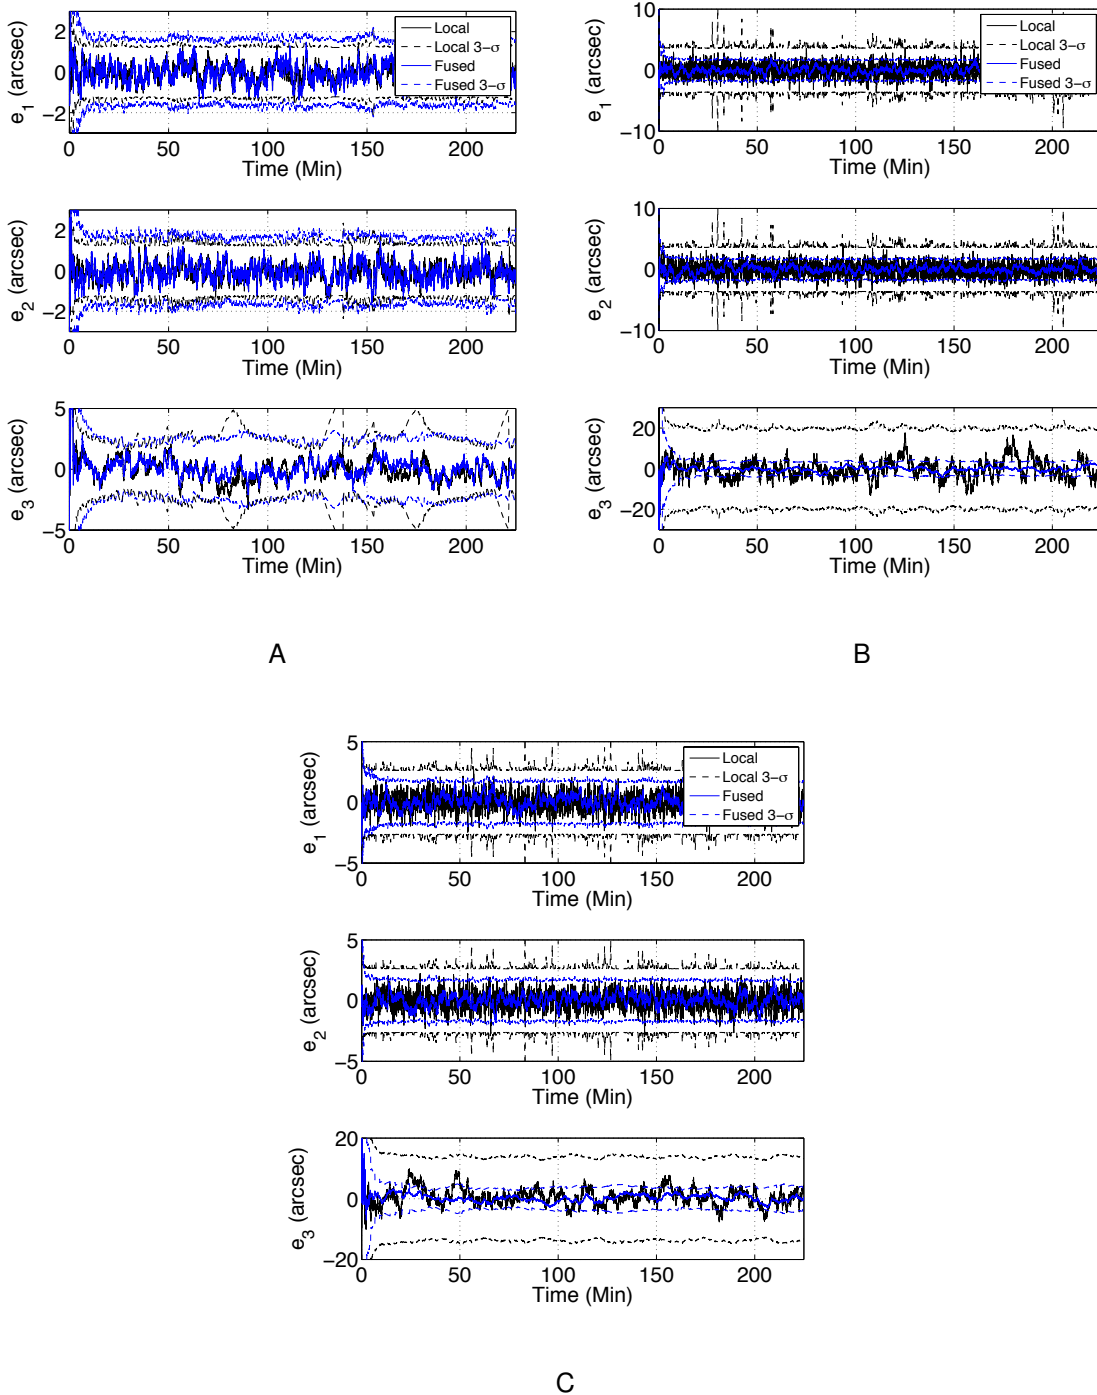 e1 (arcsec)
2
0
−2
Local
Local 3−σ
Fused
Fused 3−σ
0 50 100 150 200
Time (Min)
e2 (arcsec)
2
0
−2
0 50 100 150 200
Time (Min)
e3 (arcsec)
5
0
−5
0 50 100 150 200
Time (Min)
A
e1 (arcsec)
10
0
−10
Local
Local 3−σ
Fused
Fused 3−σ
0 50 100 150 200
Time (Min)
e2 (arcsec)
10
0
−10
0 50 100 150 200
Time (Min)
e3 (arcsec)
20
0
−20
0 50 100 150 200
Time (Min)
B
e1 (arcsec)
5
0
−5
Local
Local 3−σ
Fused
Fused 3−σ
0 50 100 150 200
Time (Min)
e2 (arcsec)
5
0
−5
0 50 100 150 200
Time (Min)
e3 (arcsec)
20
0
−20
0 50 100 150 200
Time (Min)
C